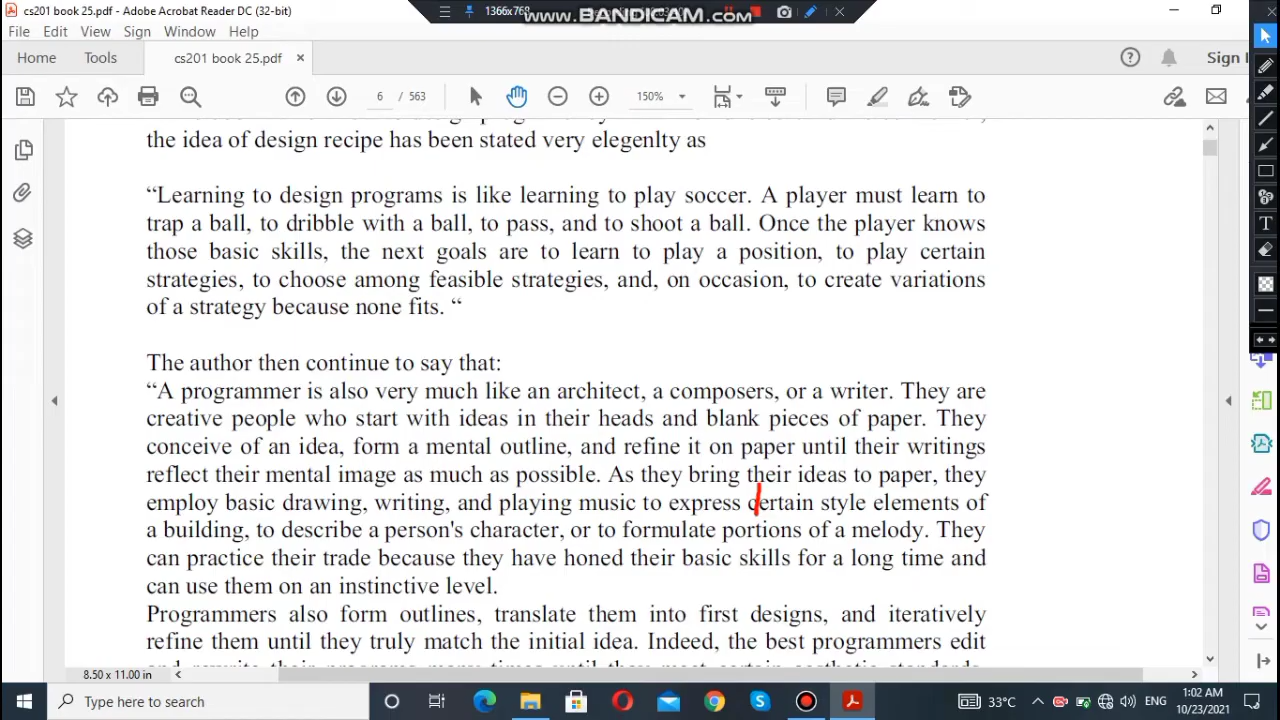 cs201 book 25.pdf - Adobe Acrobat Reader DC (32-bit)
1366x768
www.BANDICAM.com
File Edit View Sign Window Help
Home Tools cs201 book 25.pdf Sign I
6 / 563 150%
the idea of design recipe has been stated very elegenlty as
“Learning to design programs is like learning to play soccer. A player must learn to
trap a ball, to dribble with a ball, to pass, and to shoot a ball. Once the player knows
those basic skills, the next goals are to learn to play a position, to play certain
strategies, to choose among feasible strategies, and, on occasion, to create variations
of a strategy because none fits. “
The author then continue to say that:
“A programmer is also very much like an architect, a composers, or a writer. They are
creative people who start with ideas in their heads and blank pieces of paper. They
conceive of an idea, form a mental outline, and refine it on paper until their writings
reflect their mental image as much as possible. As they bring their ideas to paper, they
employ basic drawing, writing, and playing music to express certain style elements of
a building, to describe a person's character, or to formulate portions of a melody. They
can practice their trade because they have honed their basic skills for a long time and
can use them on an instinctive level.
Programmers also form outlines, translate them into first designs, and iteratively
refine them until they truly match the initial idea. Indeed, the best programmers edit
and rewrite their programs many times until they meet certain aesthetic standards.
8.50 x 11.00 in
Type here to search
33°C ENG 1:02 AM
10/23/2021